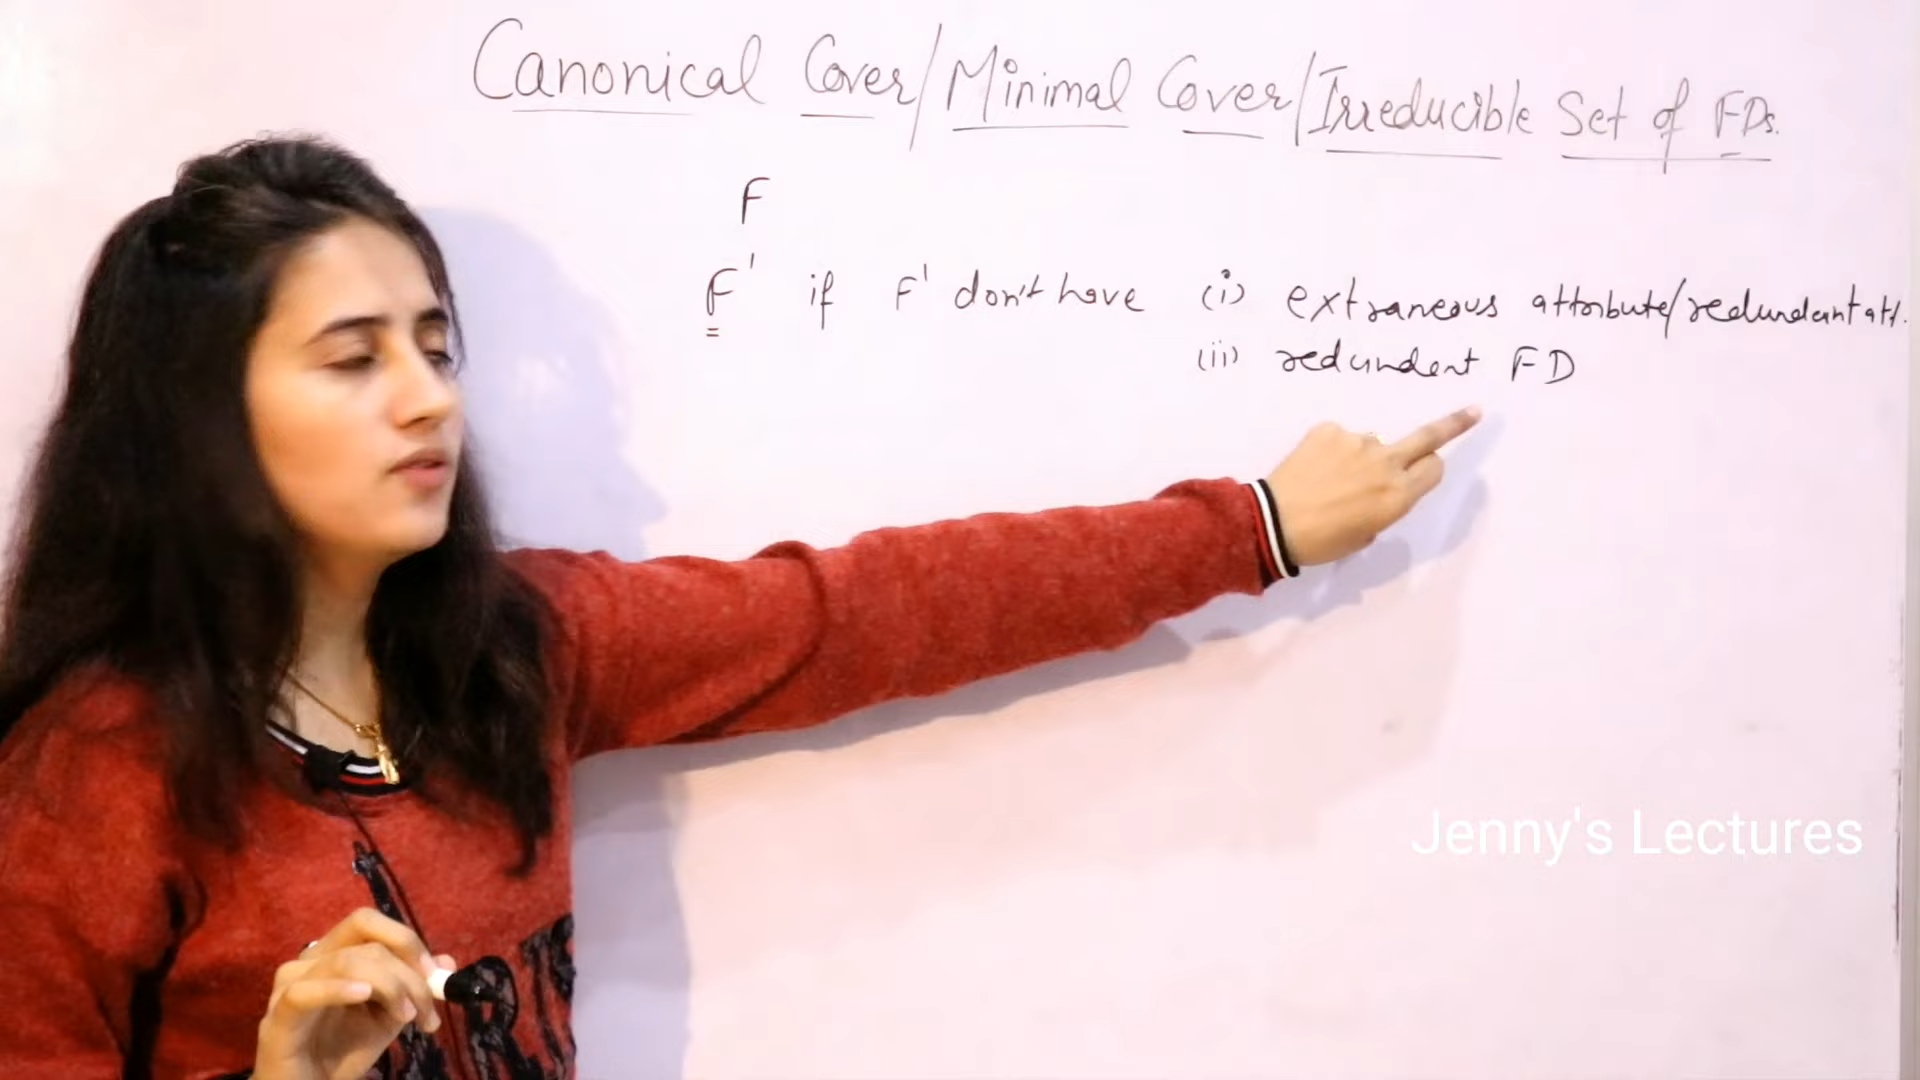 Canonical Cover/Minimal Cover/Irreducible Set of FDs.
F
F' if F' don't have (i) extraneous attribute/redundant att.
(ii) redundent FD
Jenny's Lectures